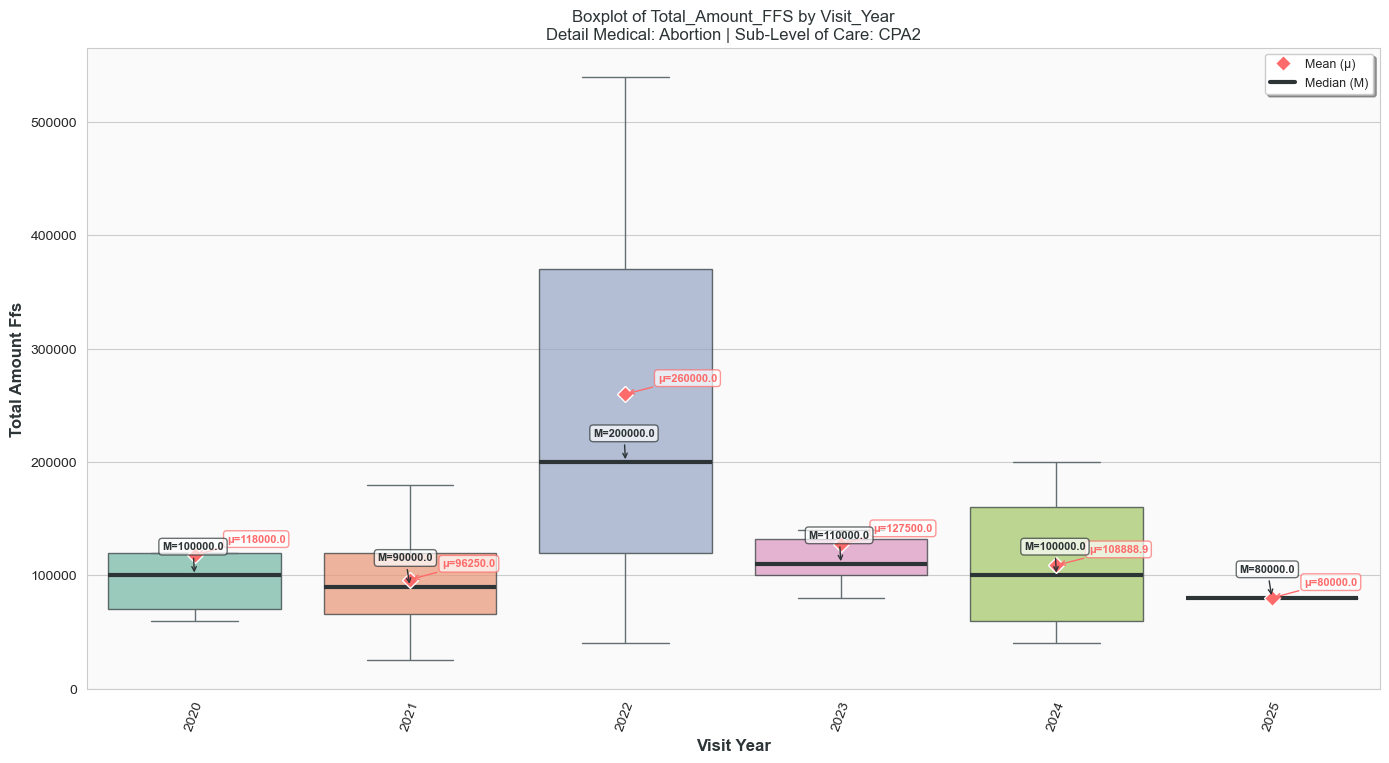 Boxplot of Total_Amount_FFS by Visit_Year
Detail Medical: Abortion | Sub-Level of Care: CPA2
Mean (μ)
Median (M)
Total Amount Ffs
500000
400000
300000
200000
100000
0
M=100000.0
μ=118000.0
M=90000.0
μ=96250.0
μ=260000.0
M=200000.0
M=110000.0
μ=127500.0
M=100000.0
μ=108888.9
M=80000.0
μ=80000.0
2020
2021
2022
2023
2024
2025
Visit Year